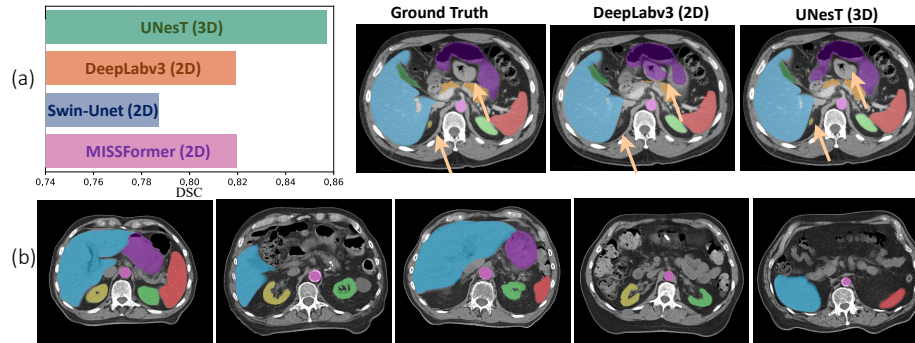 (a)
UNesT (3D)
DeepLabv3 (2D)
Swin-Unet (2D)
MISSFormer (2D)
0.74 0.76 0.78 0.80 0.82 0.84 0.86
DSC
Ground Truth DeepLabv3 (2D) UNesT (3D)
(b)